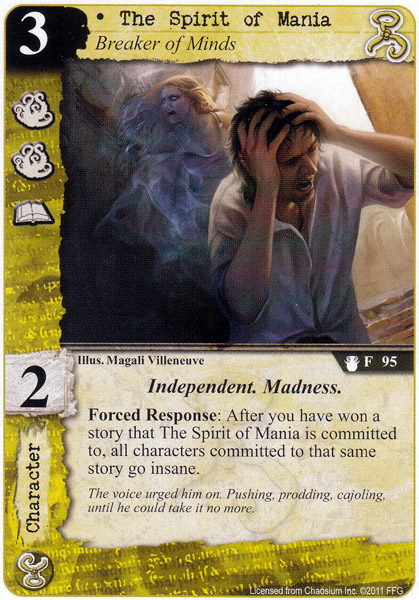 3
• The Spirit of Mania
Breaker of Minds
Illus. Magali Villeneuve
F 95
2
Independent. Madness.
Forced Response: After you have won a
story that The Spirit of Mania is committed
to, all characters committed to that same
story go insane.
The voice urged him on. Pushing, prodding, cajoling,
until he could take it no more.
Character
Licensed from Chaosium Inc. ©2011 FFG